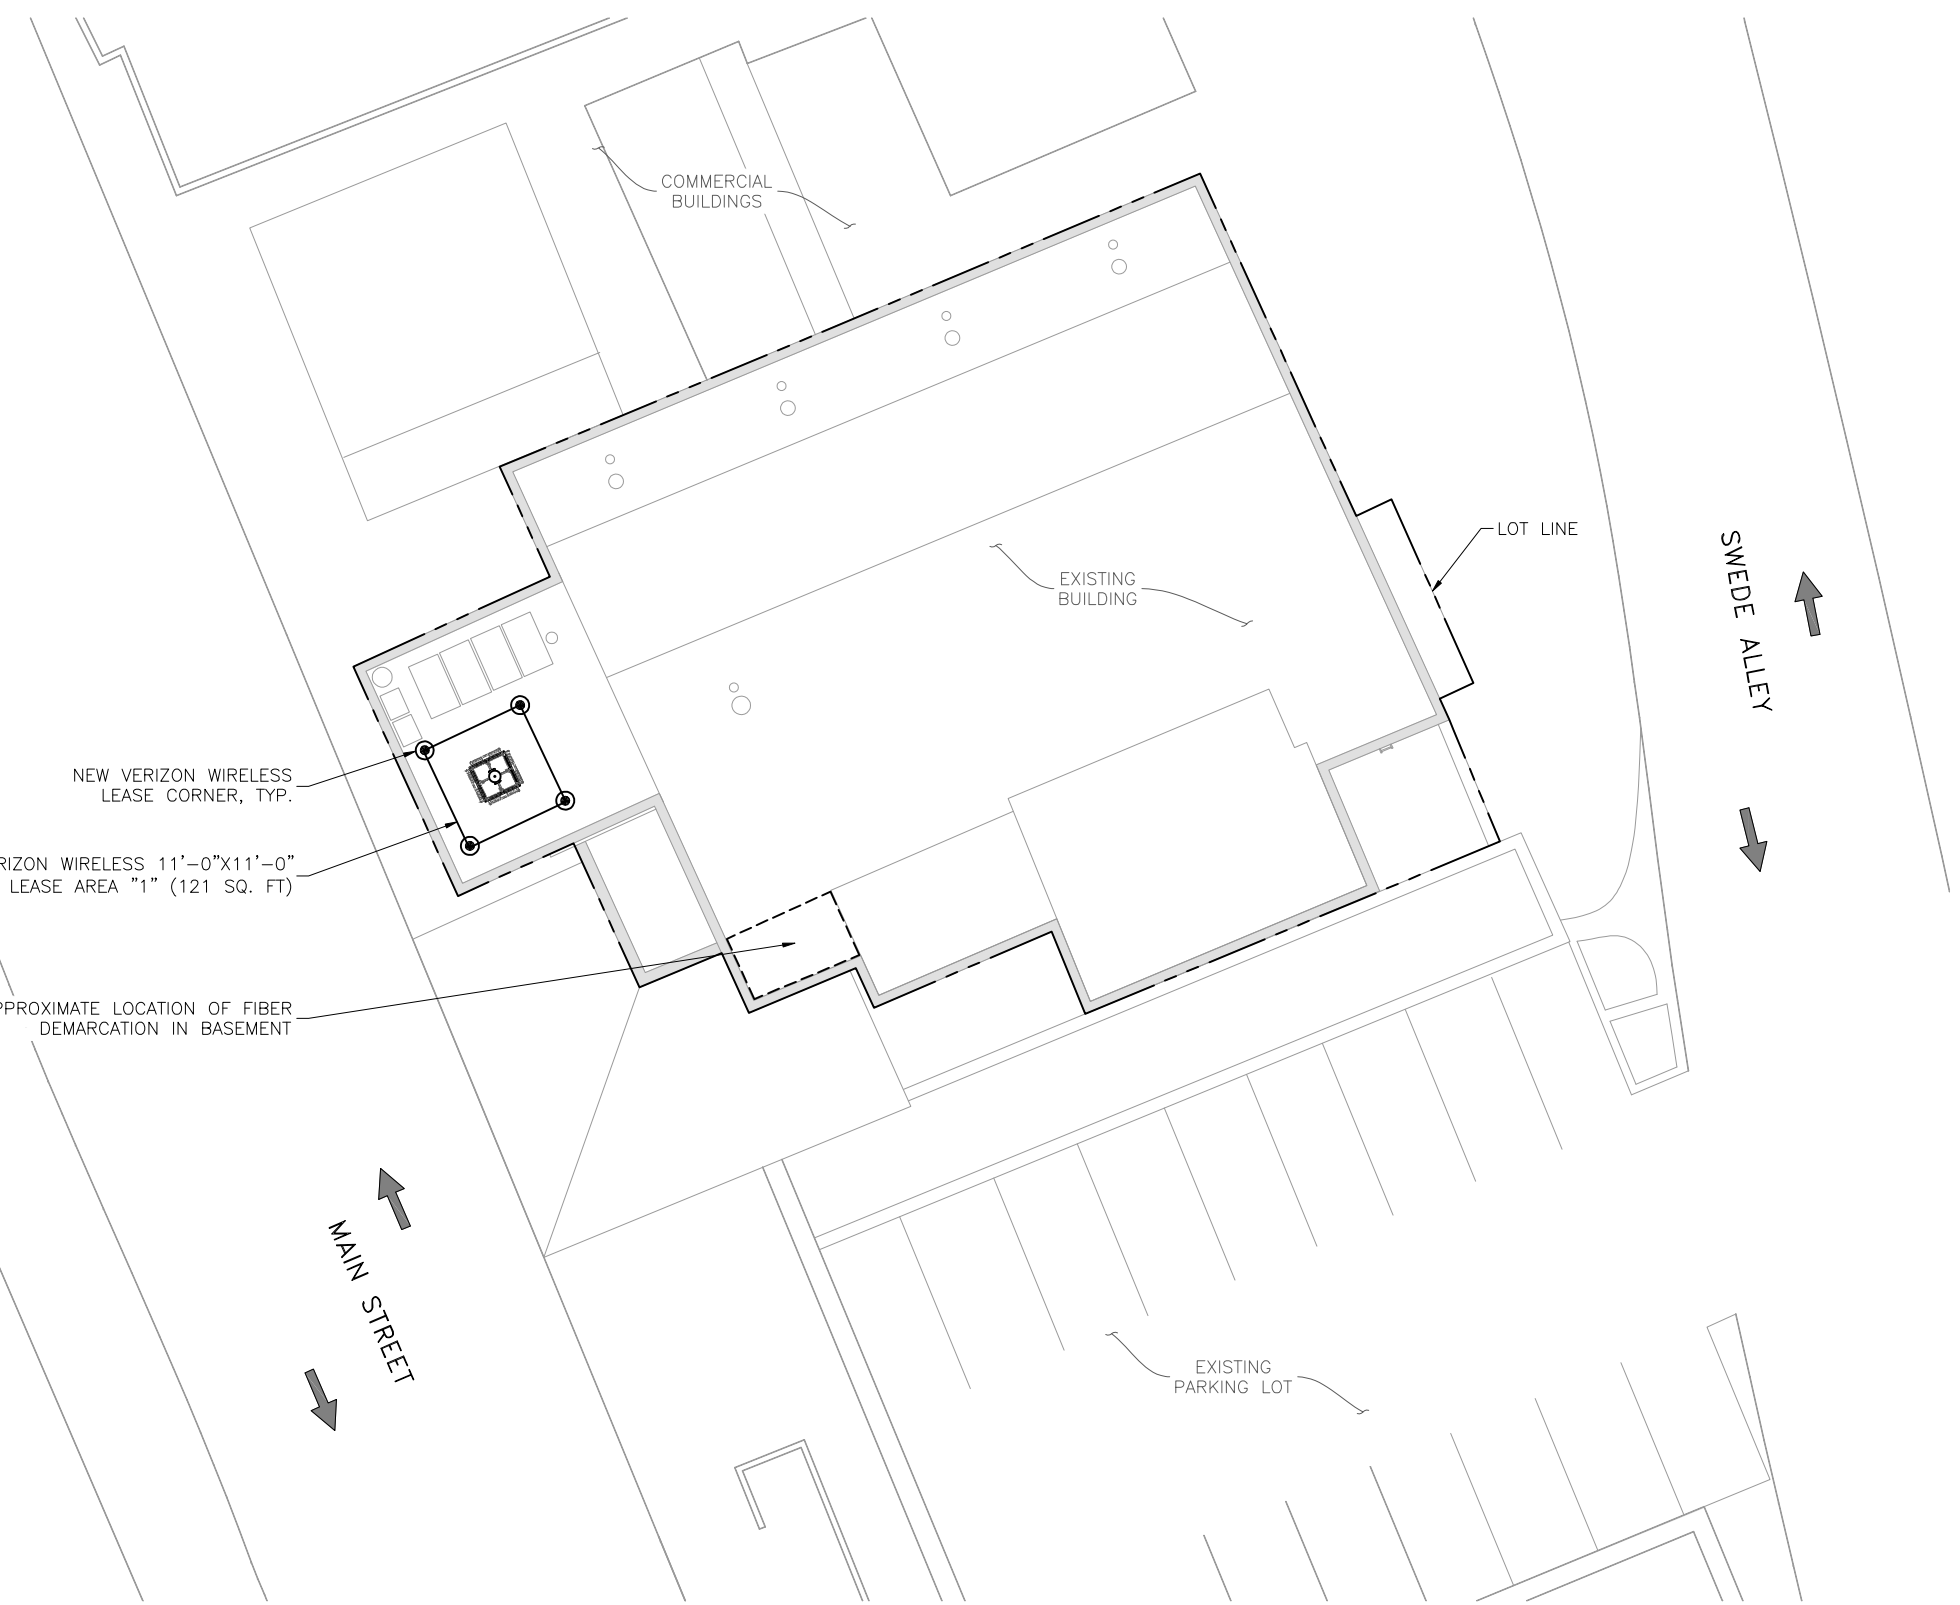 COMMERCIAL
BUILDINGS
LOT LINE
EXISTING
BUILDING
SWEDE ALLEY
NEW VERIZON WIRELESS
LEASE CORNER, TYP.
WIRELESS 11'-0"X11'-0"
LEASE AREA "1" (121 SQ. FT)
LOCATION OF FIBER
DEMARCATION IN BASEMENT
MAIN STREET
EXISTING
PARKING LOT